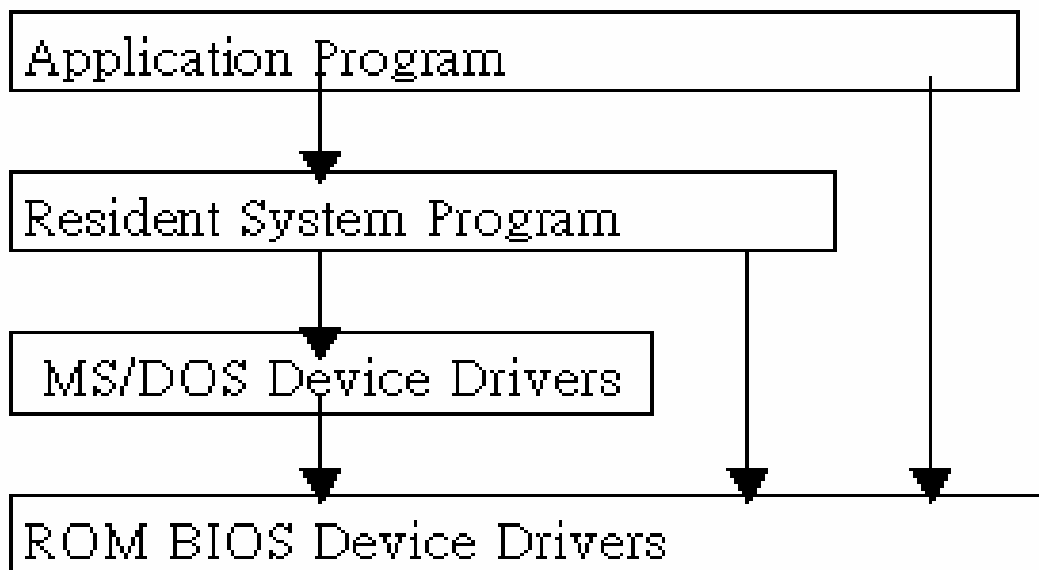 Application Program
Resident System Program
MS/DOS Device Drivers
ROM BIOS Device Drivers